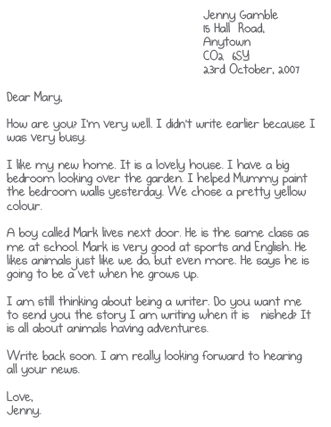 Jenny Gamble
15 Hall Road,
Anytown
CO2 6SY
23rd October, 2007
Dear Mary,
How are you? I'm very well. I didn't write earlier because I
was very busy.
I like my new home. It is a lovely house. I have a big
bedroom looking over the garden. I helped Mummy paint
the bedroom walls yesterday. We chose a pretty yellow
colour.
A boy called Mark lives next door. He is the same class as
me at school. Mark is very good at sports and English. He
likes animals just like we do, but even more. He says he is
going to be a vet when he grows up.
I am still thinking about being a writer. Do you want me
to send you the story I am writing when it is nished? It
is all about animals having adventures.
Write back soon. I am really looking forward to hearing
all your news.
Love,
Jenny.